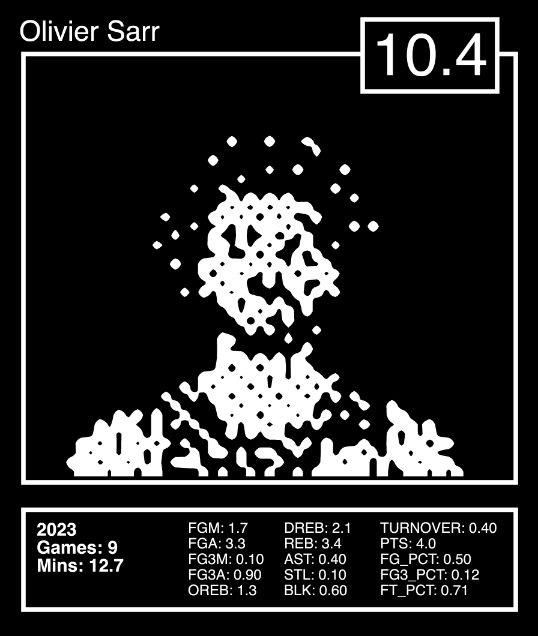 Olivier Sarr
10.4
2023
Games: 9
Mins: 12.7
FGM: 1.7
FGA: 3.3
FG3M: 0.10
FG3A: 0.90
OREB: 1.3
DREB: 2.1
REB: 3.4
AST: 0.40
STL: 0.10
BLK: 0.60
TURNOVER: 0.40
PTS: 4.0
FG_PCT: 0.50
FG3_PCT: 0.12
FT_PCT: 0.71